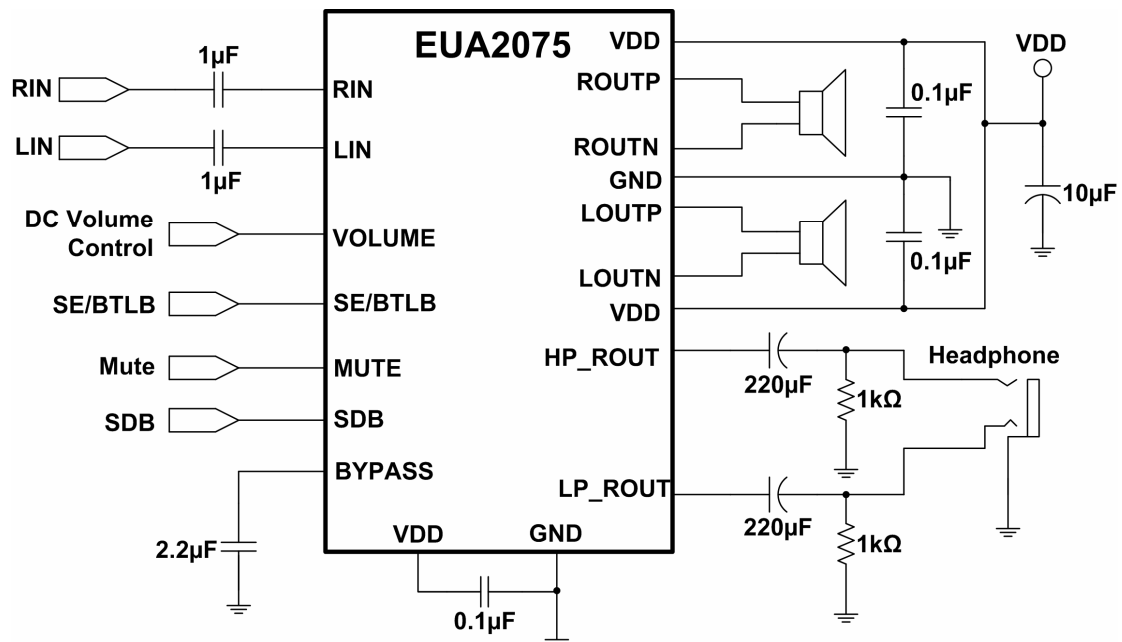 EUA2075
1µF
RIN
RIN
LIN
LIN
1µF
DC Volume
Control
VOLUME
SE/BTLB
SE/BTLB
Mute
MUTE
SDB
SDB
BYPASS
2.2µF
VDD
GND
0.1µF
VDD
ROUTP
ROUTN
GND
LOUTP
LOUTN
VDD
HP_ROUT
LP_ROUT
0.1µF
0.1µF
VDD
10µF
220µF
1kΩ
Headphone
220µF
1kΩ